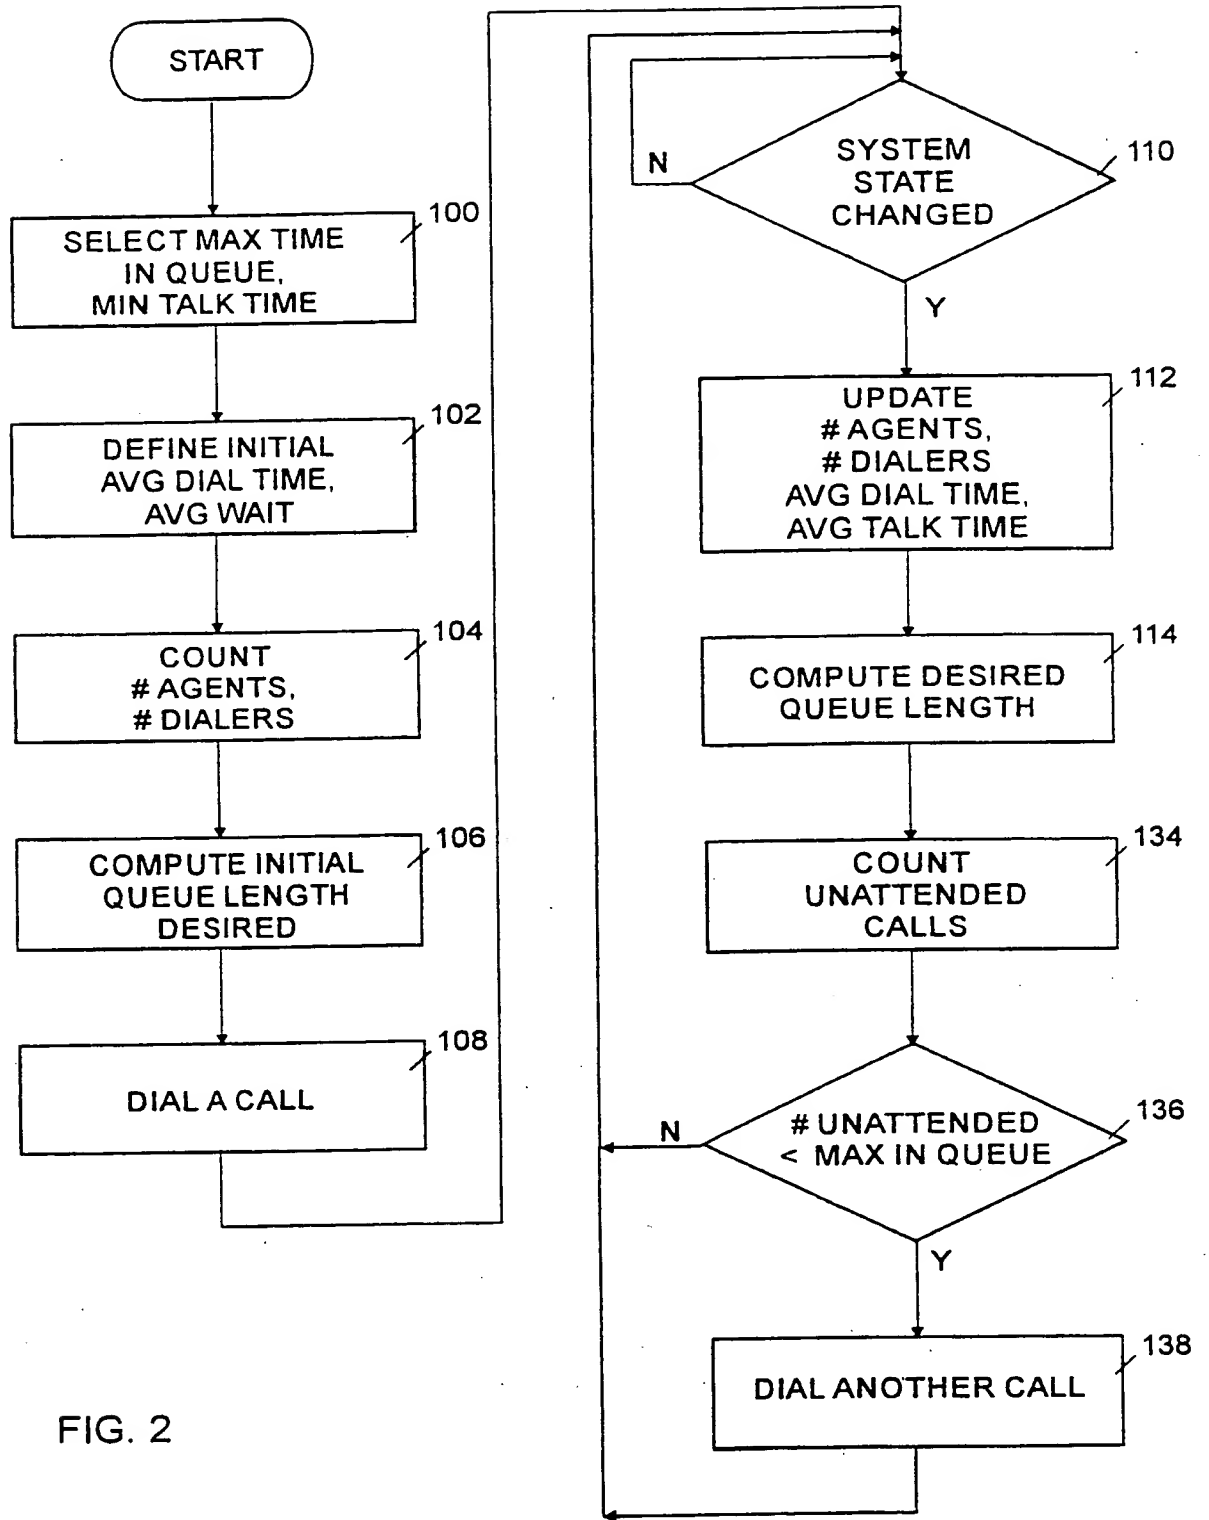 START
100
SELECT MAX TIME
IN QUEUE,
MIN TALK TIME
102
DEFINE INITIAL
AVG DIAL TIME,
AVG WAIT
104
COUNT
# AGENTS,
# DIALERS
106
COMPUTE INITIAL
QUEUE LENGTH
DESIRED
108
DIAL A CALL
110
SYSTEM
STATE
CHANGED
N
Y
112
UPDATE
# AGENTS,
# DIALERS
AVG DIAL TIME,
AVG TALK TIME
114
COMPUTE DESIRED
QUEUE LENGTH
134
COUNT
UNATTENDED
CALLS
136
# UNATTENDED
< MAX IN QUEUE
N
Y
138
DIAL ANOTHER CALL
FIG. 2